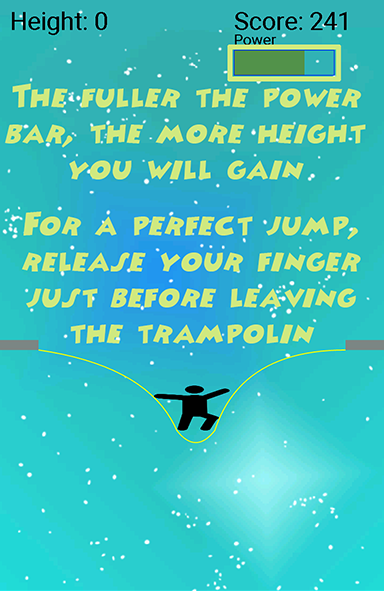 Height: 0
Score: 241
Power
THE FULLER THE POWER
BAR, THE MORE HEIGHT
YOU WILL GAIN
FOR A PERFECT JUMP,
RELEASE YOUR FINGER
JUST BEFORE LEAVING
THE TRAMPOLIN